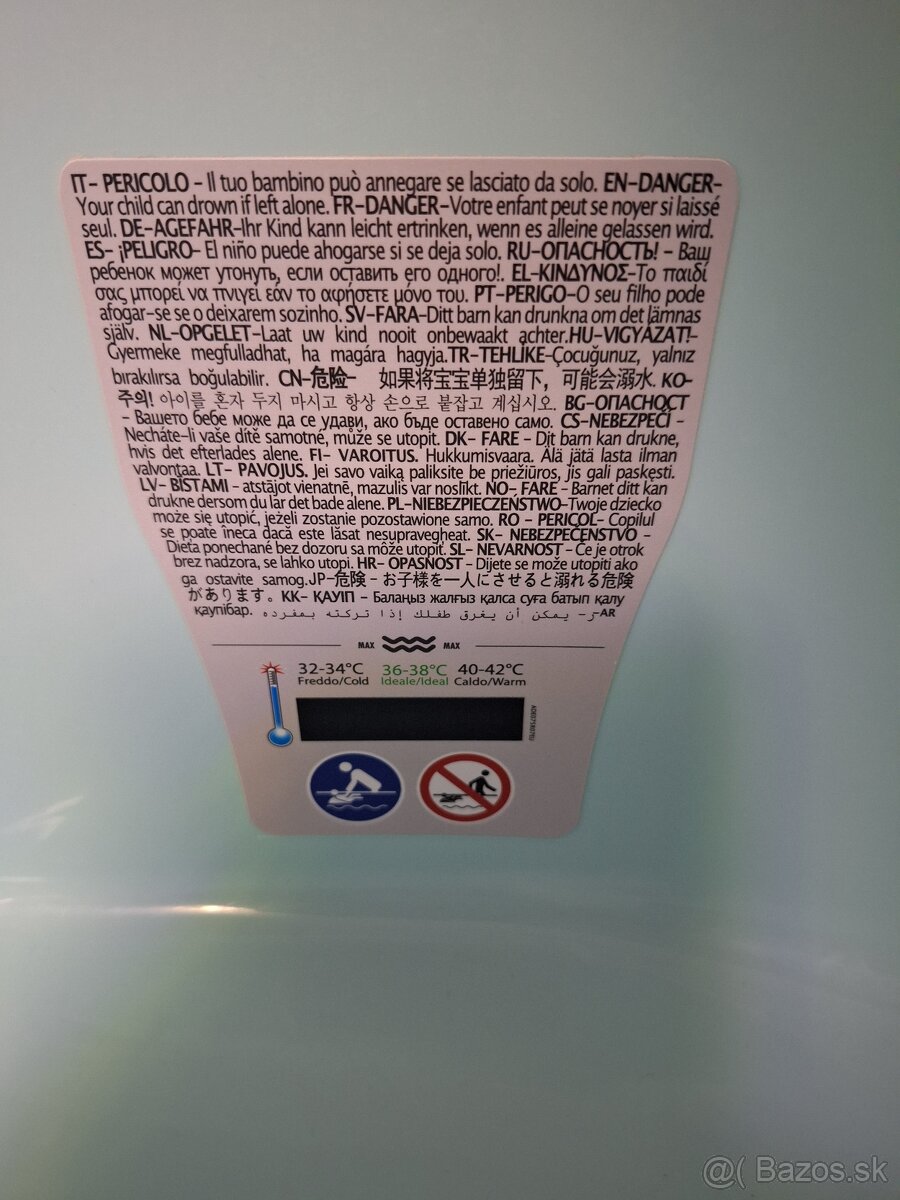 IT- PERICOLO - Il tuo bambino può annegare se lasciato da solo. EN-DANGER-
Your child can drown if left alone. FR-DANGER-Votre enfant peut se noyer si laissé
seul. DE-AGEFAHR-Ihr Kind kann leicht ertrinken, wenn es alleine gelassen wird.
ES- ¡PELIGRO- El niño puede ahogarse si se deja solo. RU-ОПАСНОСТЬ! - Ваш
ребенок может утонуть, если оставить его одного!. EL-ΚΙΝΔΥΝΟΣ-Το παιδί
σας μπορεί να πνιγεί εάν το αφήσετε μόνο του. PT-PERIGO-O seu filho pode
afogar-se se o deixarem sozinho. SV-FARA-Ditt barn kan drunkna om det lämnas
själv. NL-OPGELET-Laat uw kind nooit onbewaakt achter.HU-VIGYÁZAT!-
Gyermeke megfulladhat, ha magára hagyja.TR-TEHLİKE-Çocuğunuz, yalnız
bırakılırsa boğulabilir. CN-危险- 如果将宝宝单独留下，可能会溺水. KO-
주의! 아이를 혼자 두지 마시고 항상 손으로 붙잡고 계십시오. BG-ОПАСНОСТ
- Вашето бебе може да се удави, ако бъде оставено само. CS-NEBEZPEČÍ -
Necháte-li vaše dítě samotné, může se utopit. DK- FARE - Dit barn kan drukne,
hvis det efterlades alene. FI- VAROITUS. Hukkumisvaara. Älä jätä lasta ilman
valvontaa. LT- PAVOJUS. Jei savo vaiką paliksite be priežiūros, jis gali paskęsti.
LV- BĪSTAMI - atstājot vienatnē, mazulis var noslīkt. NO- FARE - Barnet ditt kan
drukne dersom du lar det bade alene. PL-NIEBEZPIECZEŃSTWO-Twoje dziecko
może się utopić, jeżeli zostanie pozostawione samo. RO - PERICOL- Copilul
se poate îneca dacă este lăsat nesupravegheat. SK- NEBEZPEČENSTVO -
Dieťa ponechané bez dozoru sa môže utopiť. SL- NEVARNOST - Če je otrok
brez nadzora, se lahko utopi. HR- OPASNOST - Dijete se može utopiti ako
ga ostavite samog.JP-危険 - お子様を一人にさせると溺れる危険
があります。KK- ҚАУІП - Балаңыз жалғыз қалса суға батып қалу
қаупібар. AR-ر- يمكن أن يغرق طفلك إذا تركته بمفرده
MAX MAX
32-34°C 36-38°C 40-42°C
Freddo/Cold Ideale/Ideal Caldo/Warm
@( Bazos.sk